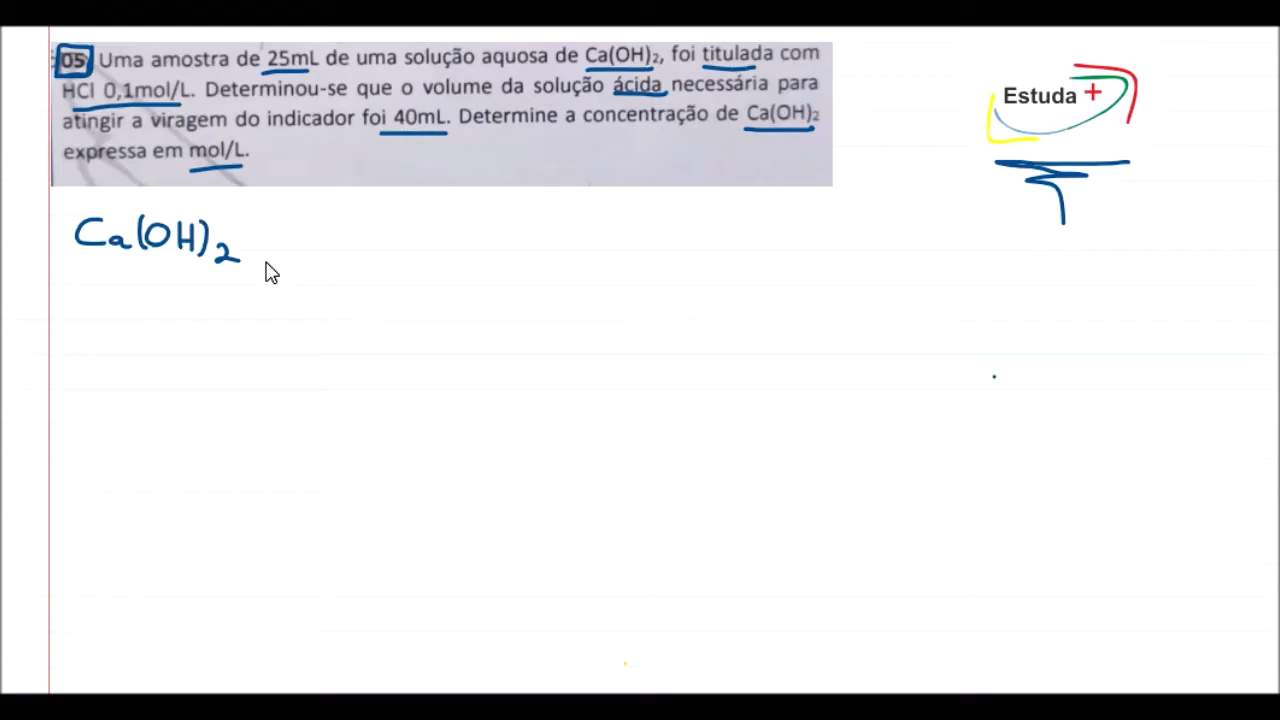 05 Uma amostra de 25mL de uma solução aquosa de Ca(OH)₂, foi titulada com
HCl 0,1mol/L. Determinou-se que o volume da solução ácida necessária para
atingir a viragem do indicador foi 40mL. Determine a concentração de Ca(OH)₂
expressa em mol/L.
Estuda +
Ca(OH)₂